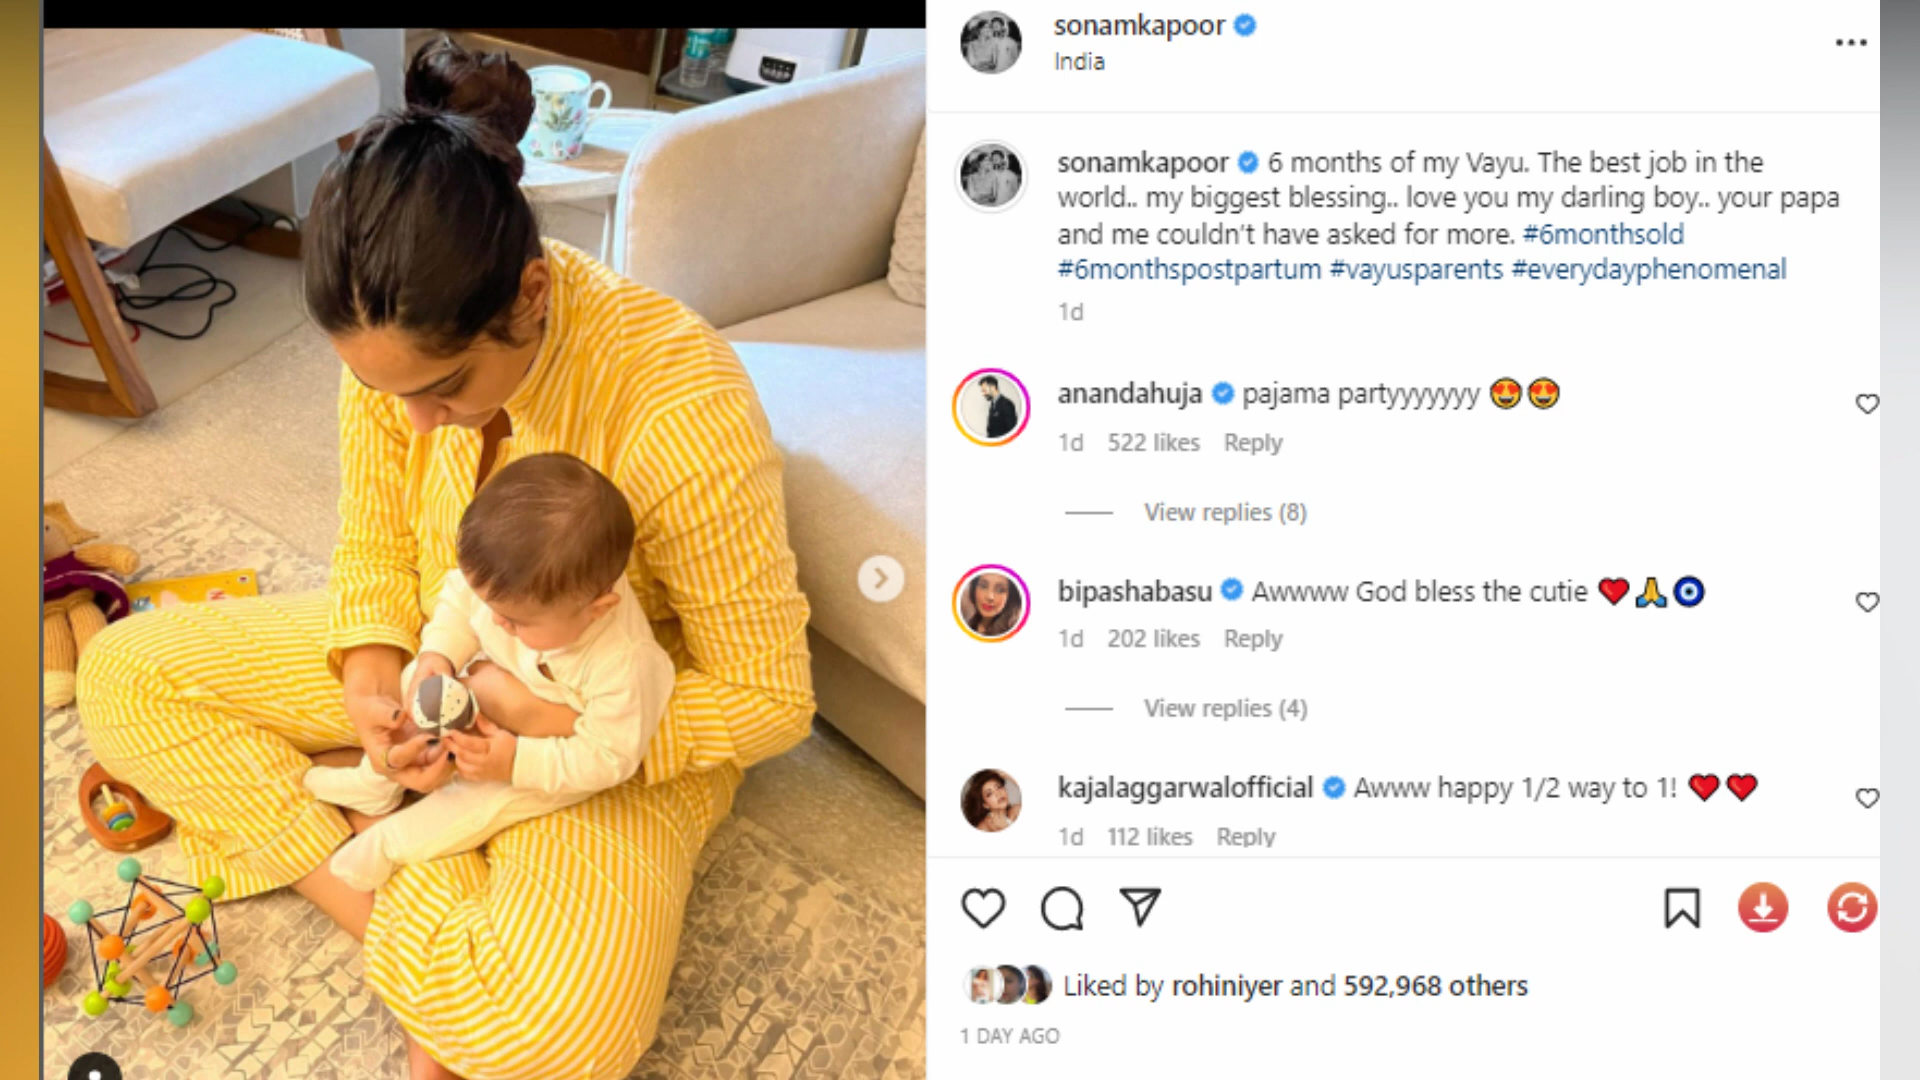 sonamkapoor
India
sonamkapoor 6 months of my Vayu. The best job in the
world.. my biggest blessing.. love you my darling boy.. your papa
and me couldn't have asked for more. #6monthsold
#6monthspostpartum #vayusparents #everydayphenomenal
1d
anandahuja pajama partyyyyyyy 😍😍
1d 522 likes Reply
View replies (8)
bipashabasu Awwww God bless the cutie ❤️🙏🧿
1d 202 likes Reply
View replies (4)
kajalaggarwalofficial Awww happy 1/2 way to 1! ❤️❤️
1d 112 likes Reply
Liked by rohiniyer and 592,968 others
1 DAY AGO